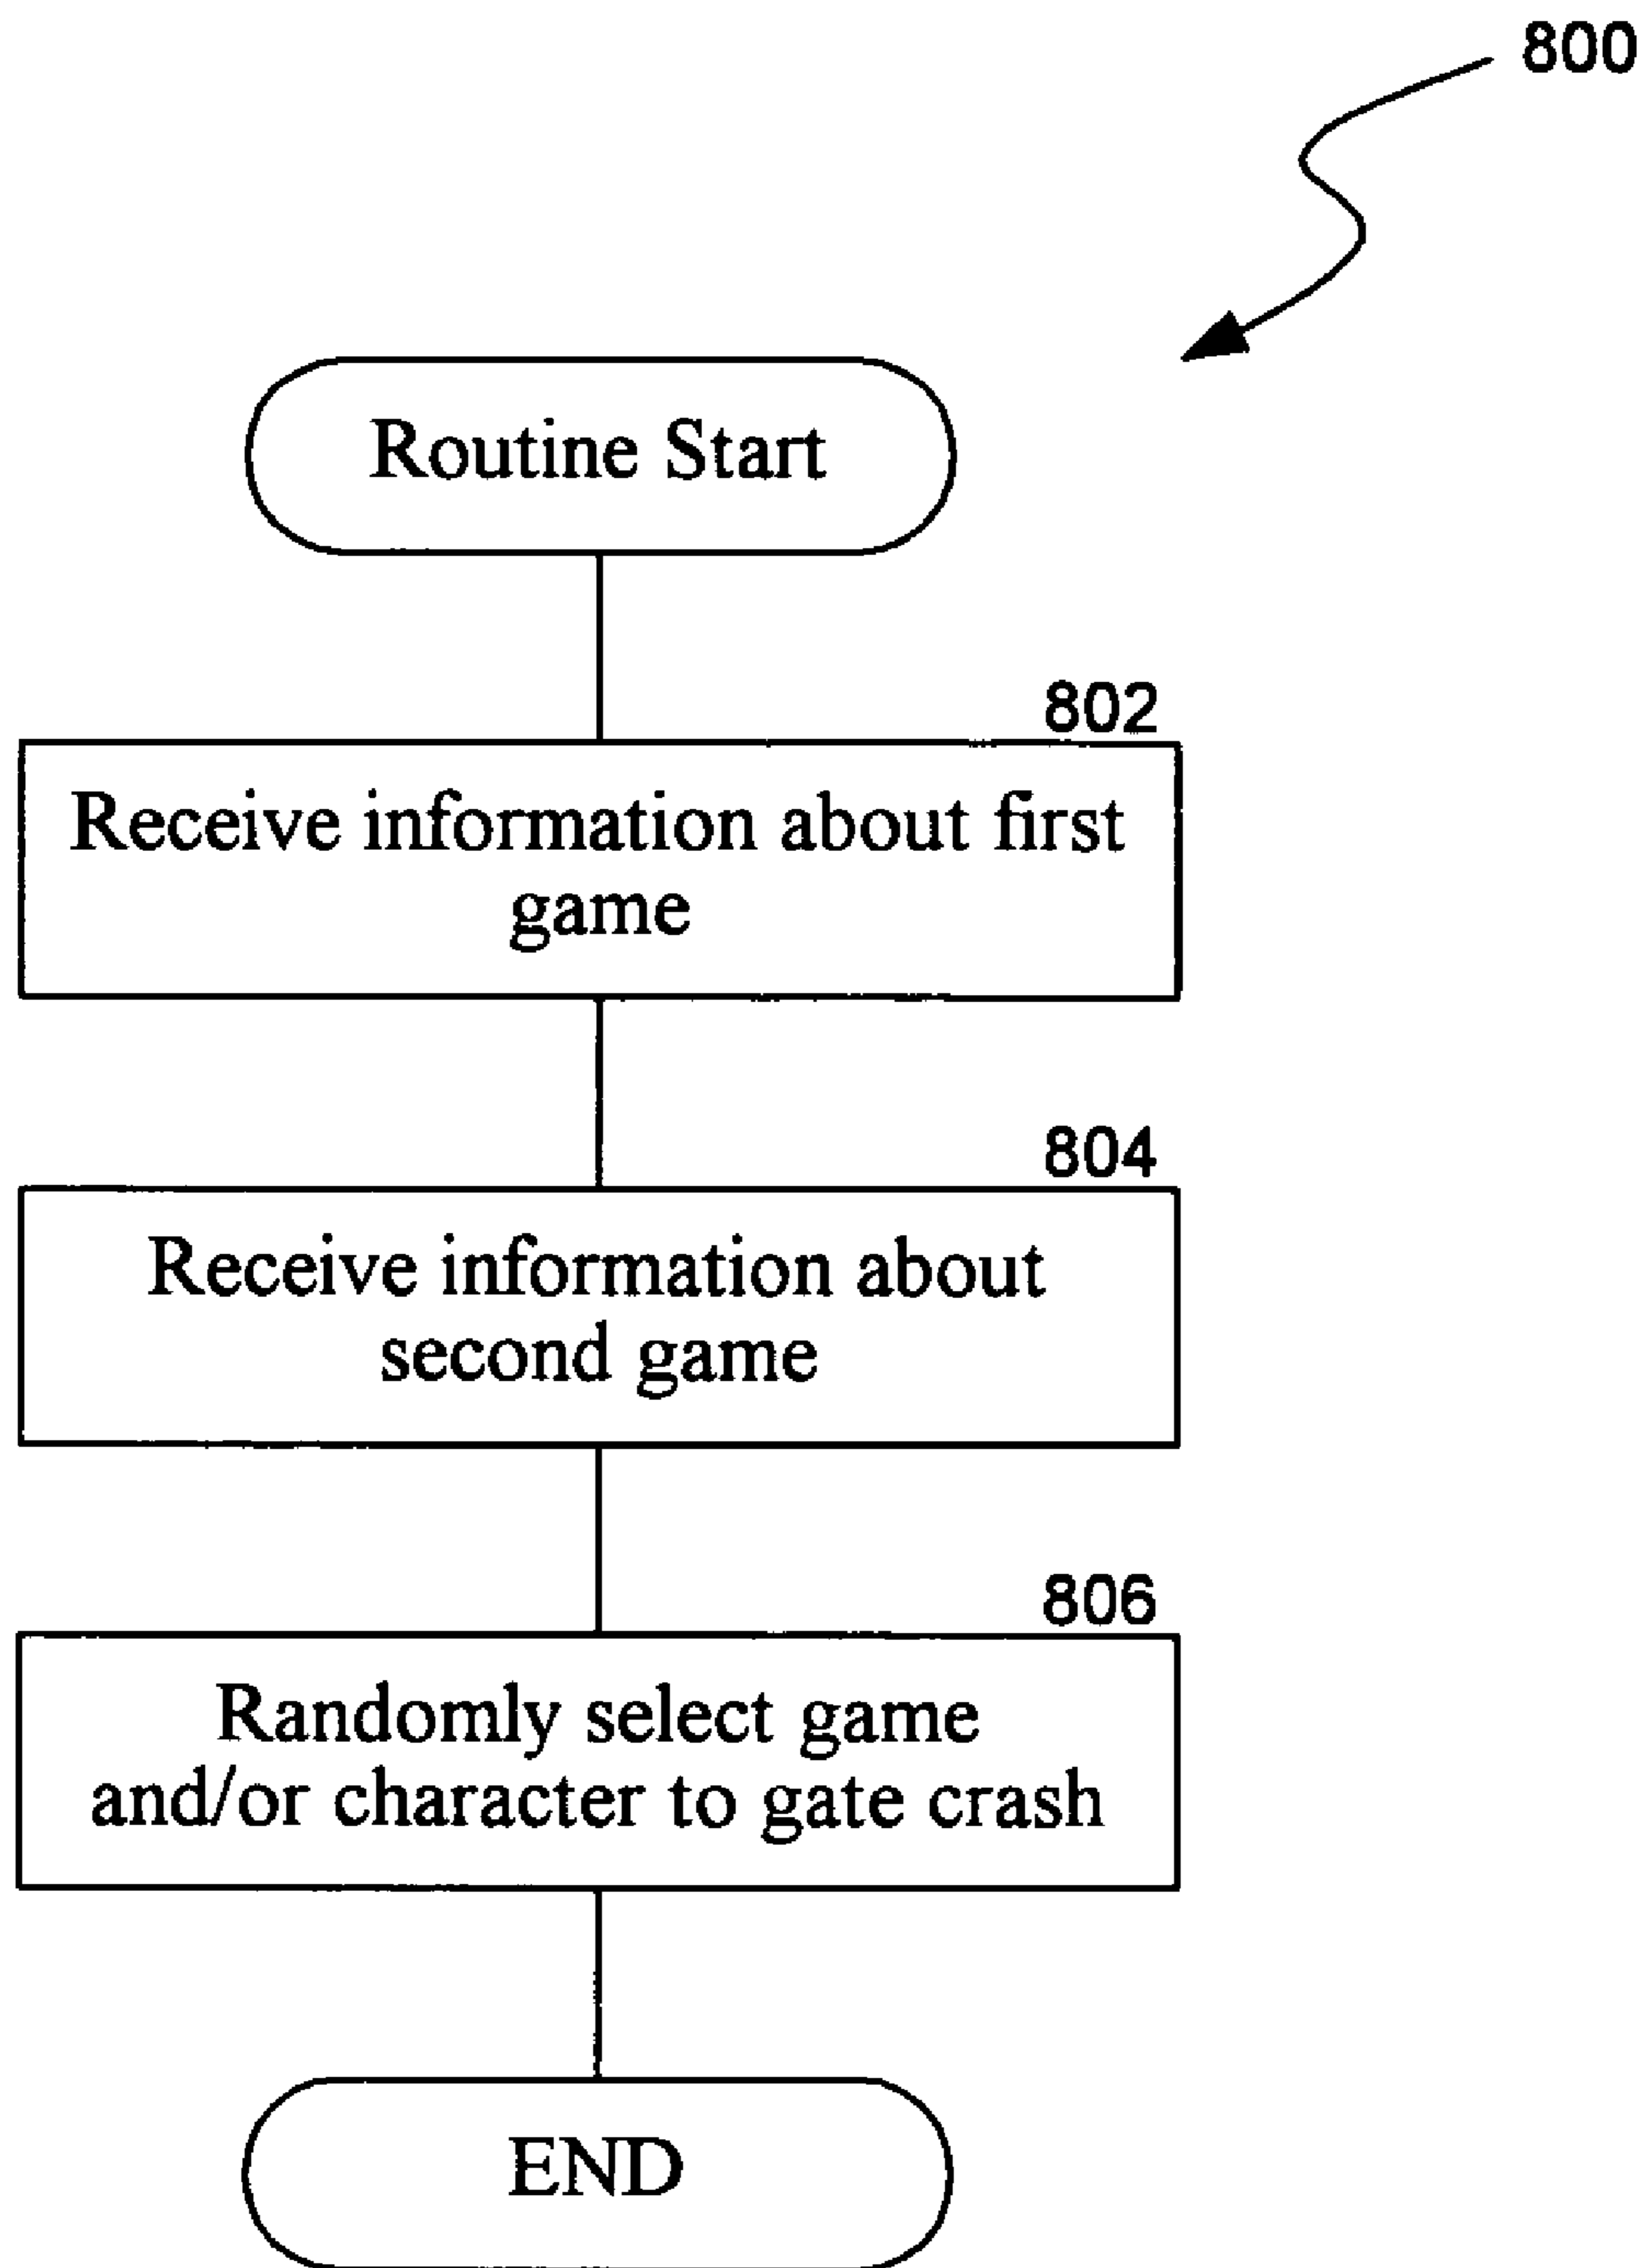 800
Routine Start
802
Receive information about first
game
804
Receive information about
second game
806
Randomly select game
and/or character to gate crash
END